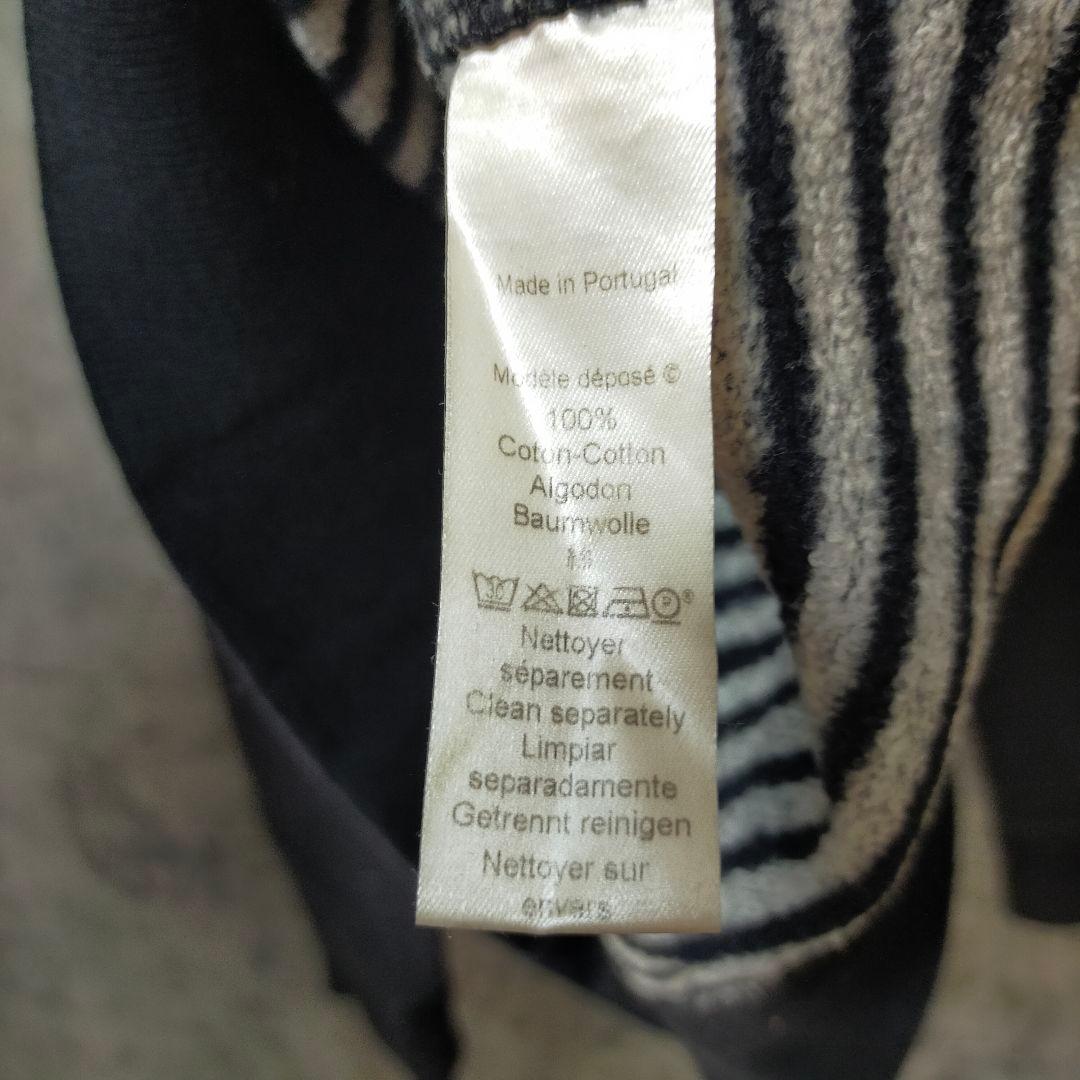 Made in Portugal
Modèle déposé ©
100%
Coton-Cotton
Algodon
Baumwolle
30 P
Nettoyer
séparement
Clean separately
Limpiar
separadamente
Getrennt reinigen
Nettoyer sur
envers